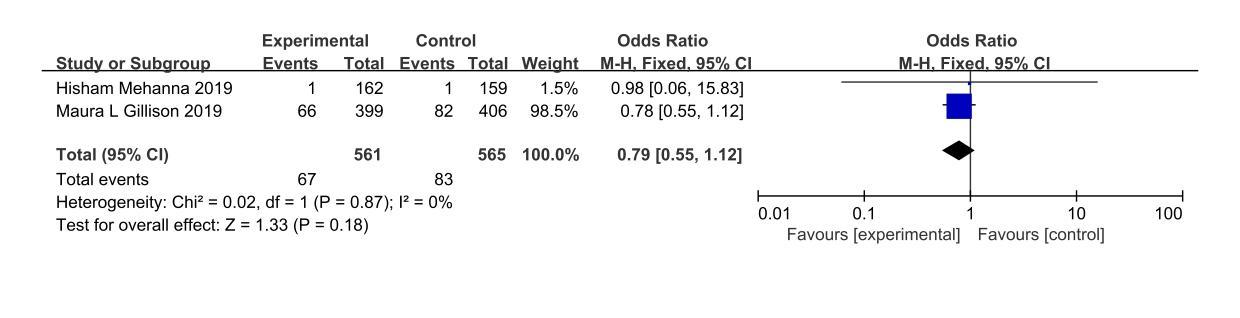 Experimental Control Odds Ratio Odds Ratio
Study or Subgroup Events Total Events Total Weight M-H, Fixed, 95% CI M-H, Fixed, 95% CI
Hisham Mehanna 2019 1 162 1 159 1.5% 0.98 [0.06, 15.83]
Maura L Gillison 2019 66 399 82 406 98.5% 0.78 [0.55, 1.12]
Total (95% CI) 561 565 100.0% 0.79 [0.55, 1.12]
Total events 67 83
Heterogeneity: Chi² = 0.02, df = 1 (P = 0.87); I² = 0%
Test for overall effect: Z = 1.33 (P = 0.18)
0.01 0.1 1 10 100
Favours [experimental] Favours [control]